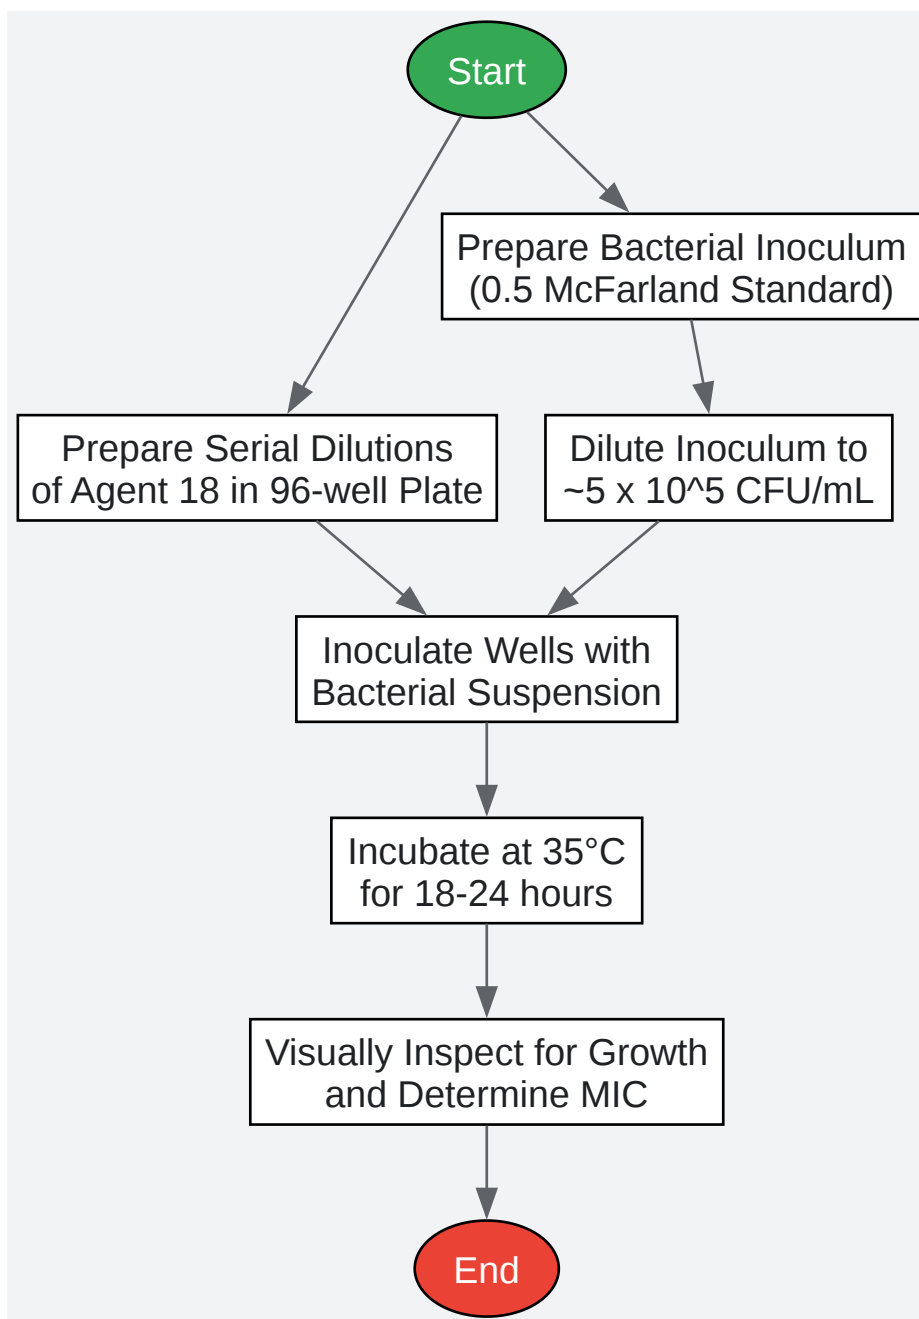 Start
Prepare Bacterial Inoculum
(0.5 McFarland Standard)
Prepare Serial Dilutions
of Agent 18 in 96-well Plate
Dilute Inoculum to
~5 x 10^5 CFU/mL
Inoculate Wells with
Bacterial Suspension
Incubate at 35°C
for 18-24 hours
Visually Inspect for Growth
and Determine MIC
End